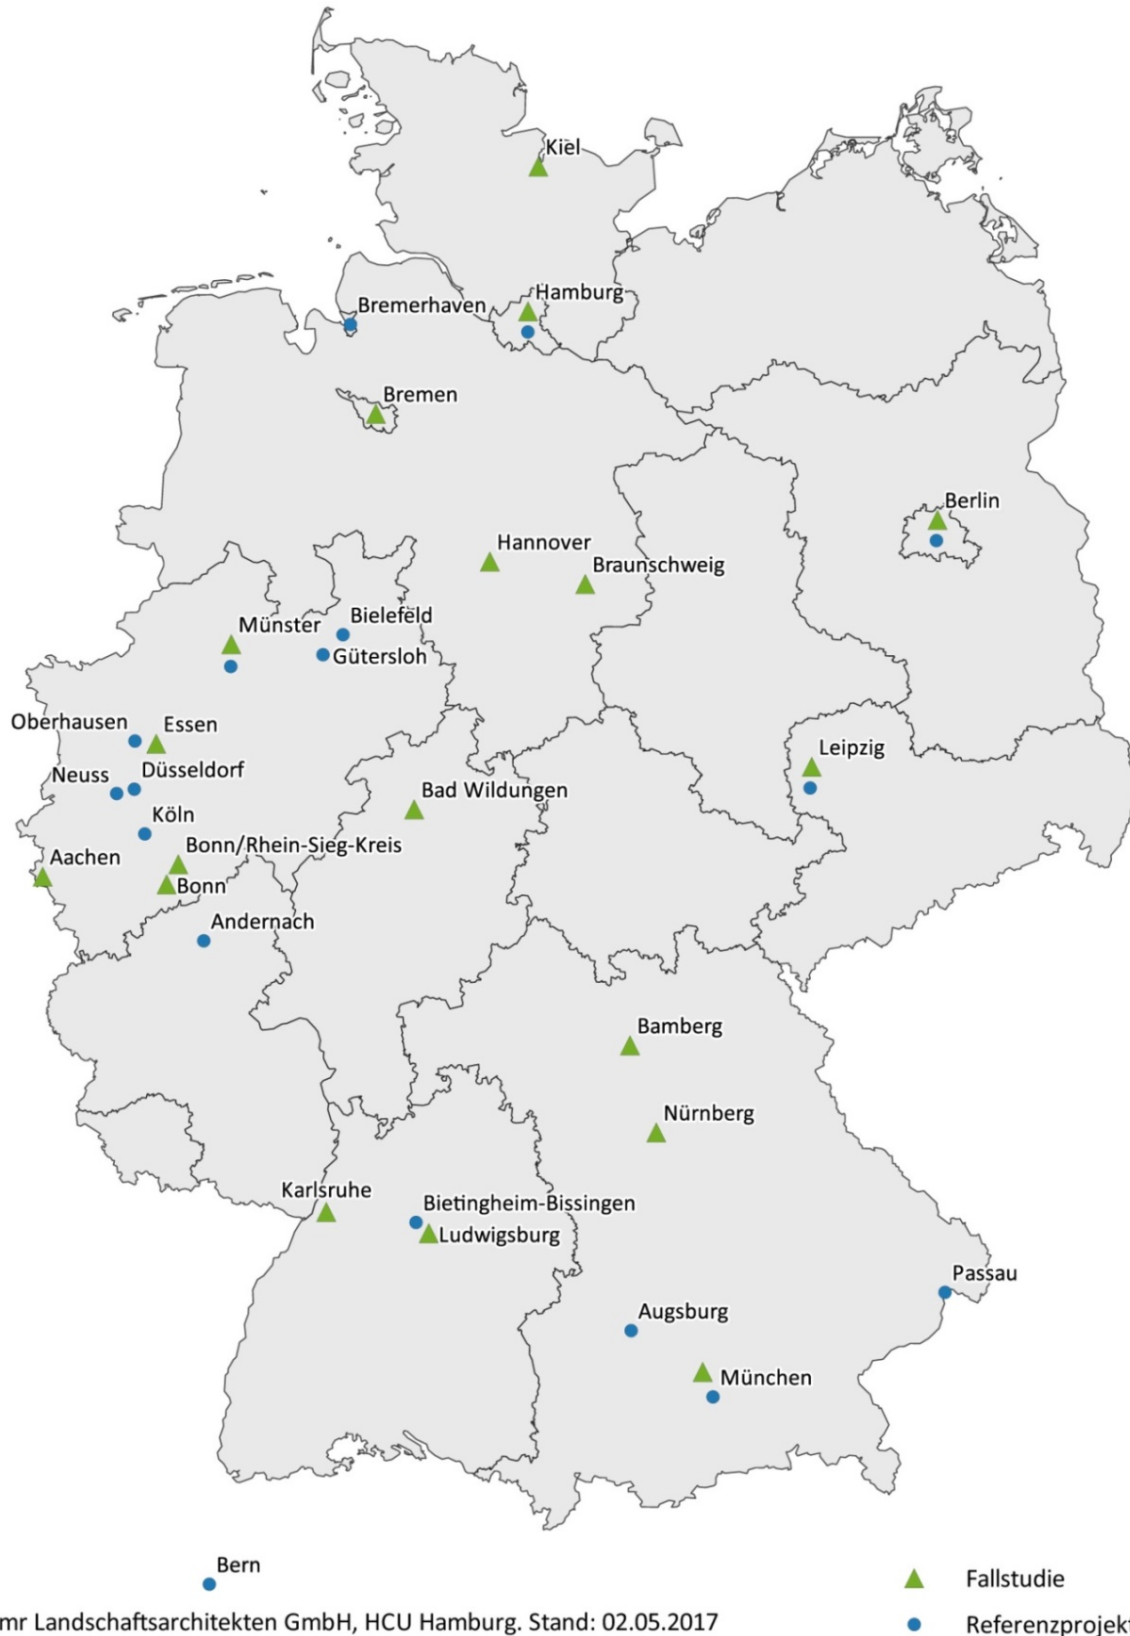 Kiel
Hamburg
Bremerhaven
Bremen
Berlin
Hannover
Braunschweig
Bielefeld
Münster
Gütersloh
Oberhausen
Essen
Leipzig
Düsseldorf
Neuss
Bad Wildungen
Köln
Bonn/Rhein-Sieg-Kreis
Aachen
Bonn
Andernach
Bamberg
Nürnberg
Karlsruhe
Bietingheim-Bissingen
Ludwigsburg
Passau
Augsburg
München
Bern
Fallstudie
mr Landschaftsarchitekten GmbH, HCU Hamburg. Stand: 02.05.2017
Referenzprojekt